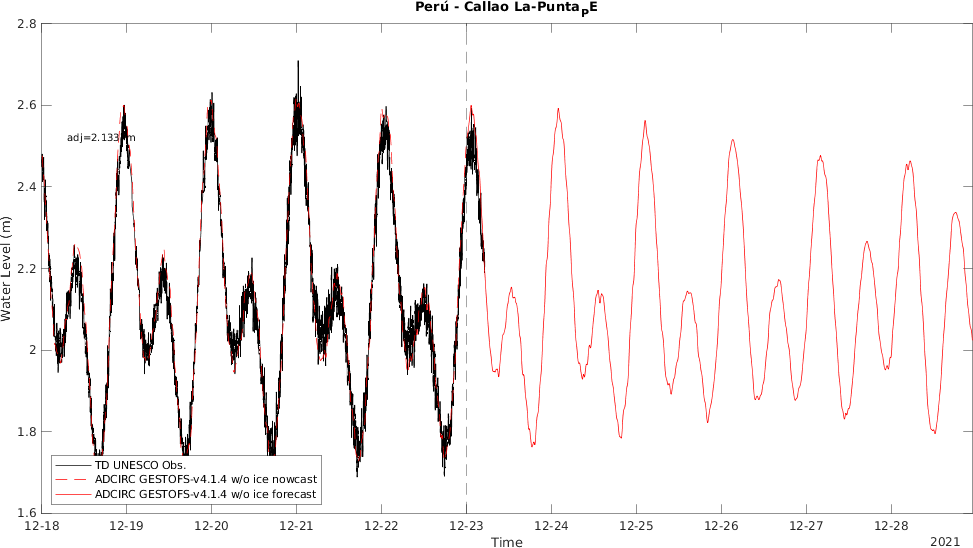 Perú - Callao La-PuntaPE
2.8
2.6
adj=2.133 m
2.4
2.2
2
1.8
1.6
Water Level (m)
TD UNESCO Obs.
ADCIRC GESTOFS-v4.1.4 w/o ice nowcast
ADCIRC GESTOFS-v4.1.4 w/o ice forecast
12-18 12-19 12-20 12-21 12-22 12-23 12-24 12-25 12-26 12-27 12-28
Time
2021